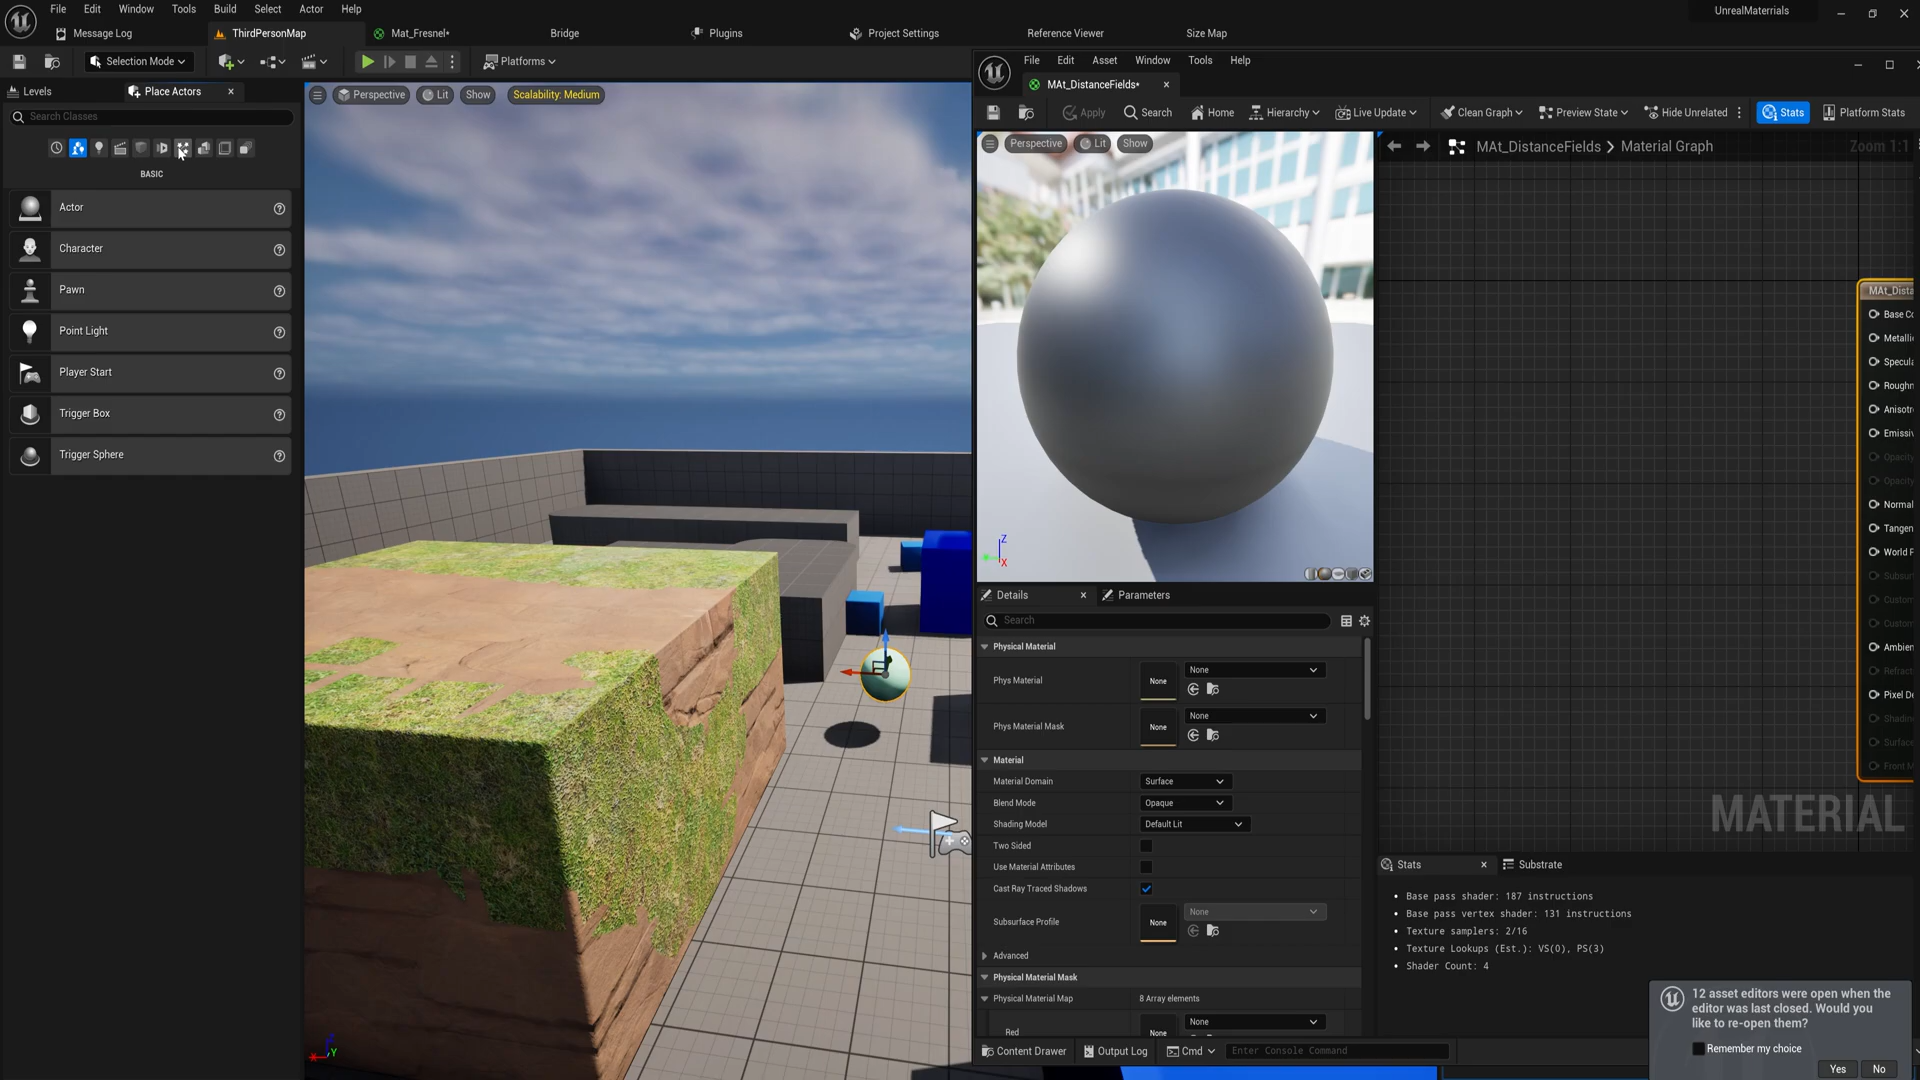 File Edit Window Tools Build Select Actor Help
UnrealMaterials
Message Log
ThirdPersonMap
Mat_Fresnel*
Bridge
Plugins
Project Settings
Reference Viewer
Size Map
Selection Mode
Platforms
Levels
Place Actors
Search Classes
BASIC
Actor
Character
Pawn
Point Light
Player Start
Trigger Box
Trigger Sphere
Perspective
Lit
Show
Scalability: Medium
File Edit Asset Window Tools Help
MAt_DistanceFields*
Apply
Search
Home
Hierarchy
Live Update
Clean Graph
Preview State
Hide Unrelated
Stats
Platform Stats
Perspective
Lit
Show
MAt_DistanceFields > Material Graph
Zoom 1:1
Z
X
Y
Details
Parameters
Search
Physical Material
Phys Material
None
None
Phys Material Mask
None
None
Material
Material Domain
Surface
Blend Mode
Opaque
Shading Model
Default Lit
Two Sided
Use Material Attributes
Cast Ray Traced Shadows
Subsurface Profile
None
None
Advanced
Physical Material Mask
Physical Material Map
8 Array elements
Red
None
None
Content Drawer
Output Log
Cmd
Enter Console Command
MAt_Dista
Base Co
Metallic
Specula
Roughn
Anisotr
Emissiv
Opacity
Opacity
Normal
Tangen
World P
Subsur
Custom
Custom
Ambien
Refract
Pixel De
Shading
Surface
Front M
MATERIAL
Stats
Substrate
Base pass shader: 187 instructions
Base pass vertex shader: 131 instructions
Texture samplers: 2/16
Texture Lookups (Est.): VS(0), PS(3)
Shader Count: 4
12 asset editors were open when the
editor was last closed. Would you
like to re-open them?
Remember my choice
Yes
No